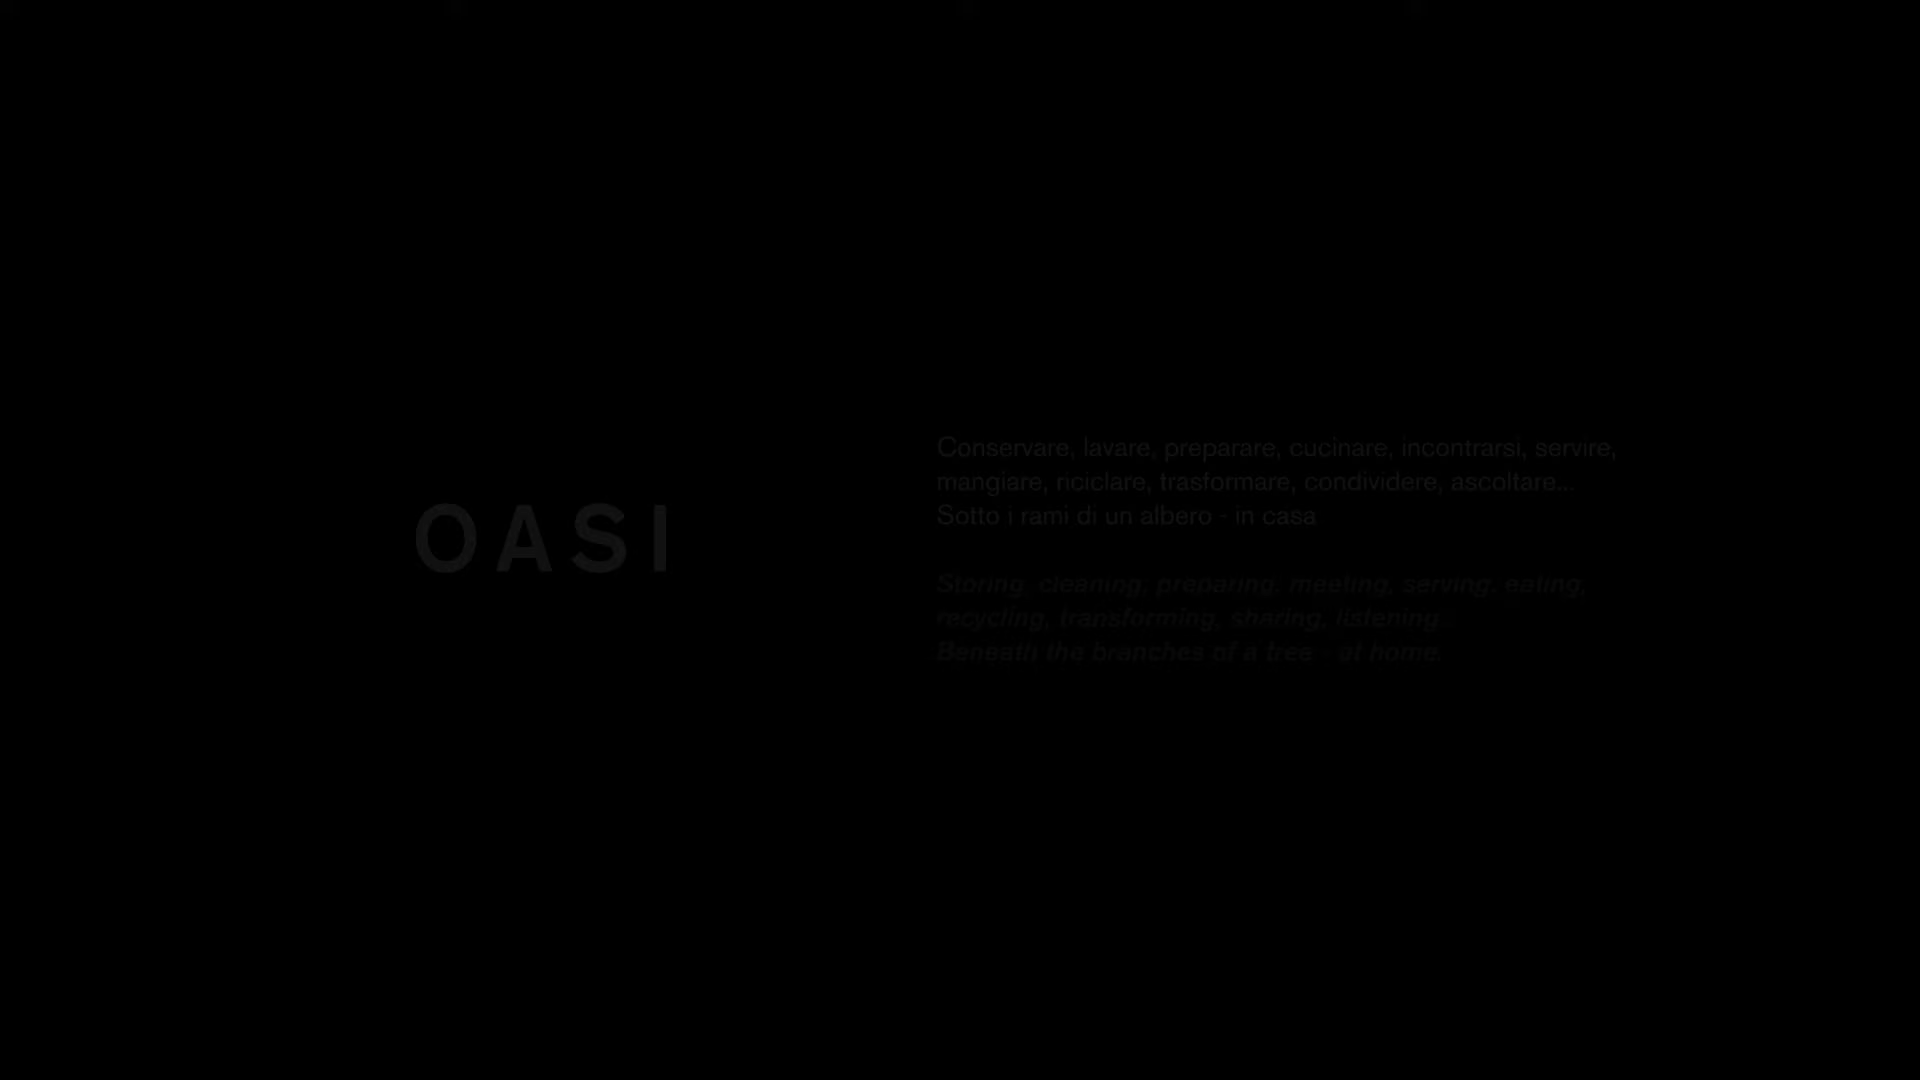 OASI
Conservare, lavare, preparare, cucinare, incontrarsi, servire,
mangiare, riciclare, trasformare, condividere, ascoltare...
Sotto i rami di un albero - in casa
Storing, cleaning, preparing, meeting, serving, eating,
recycling, transforming, sharing, listening...
Beneath the branches of a tree - at home.